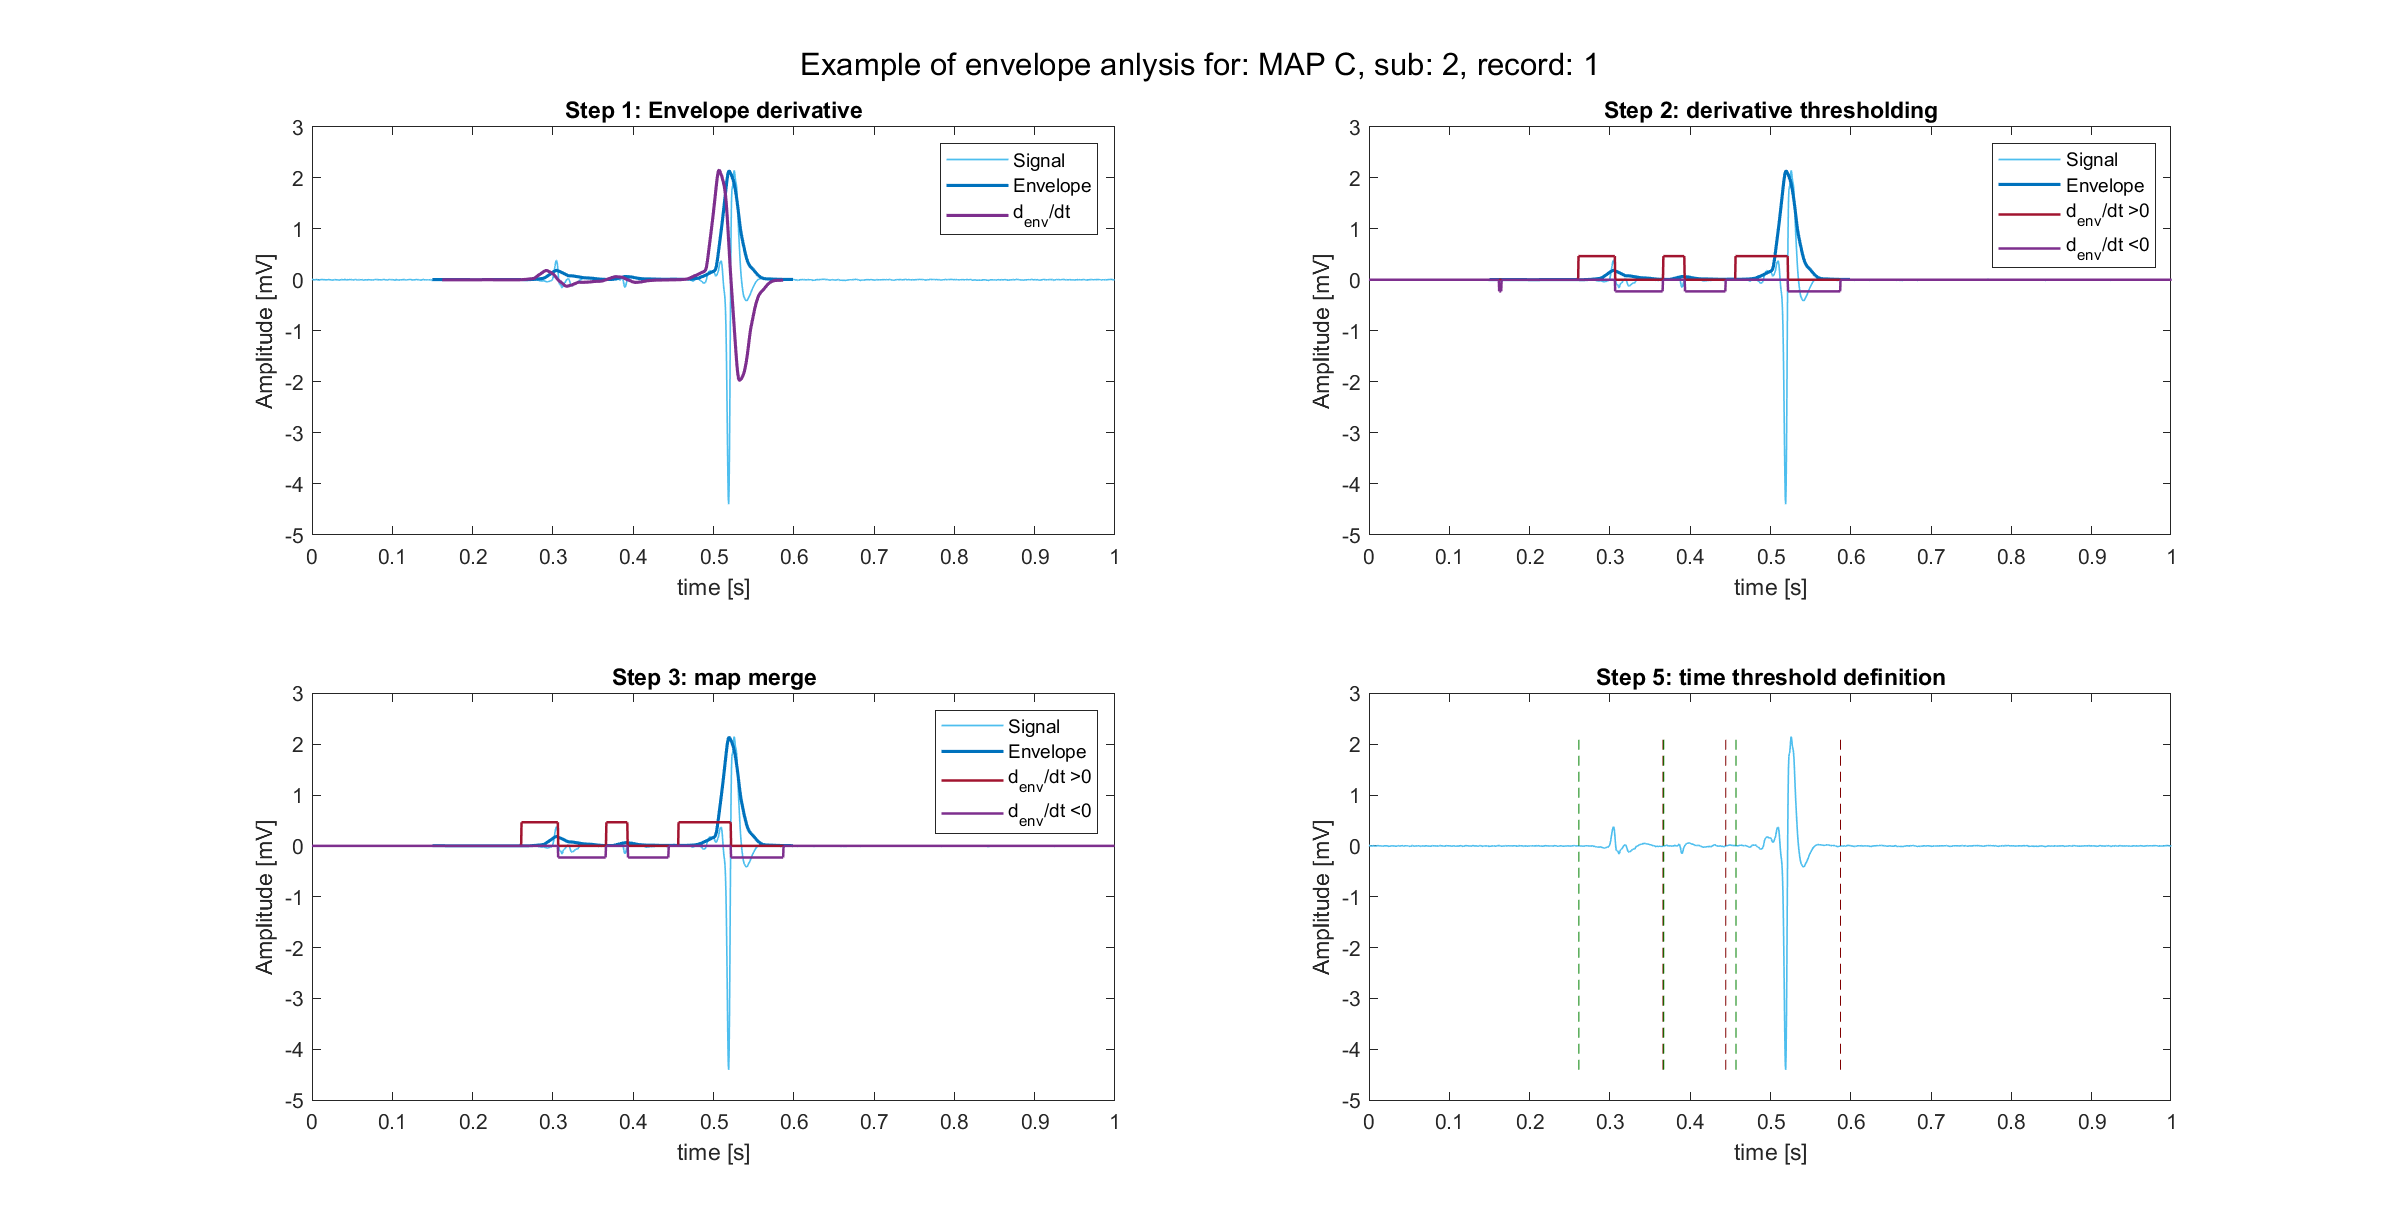 Example of envelope anlysis for: MAP C, sub: 2, record: 1
Step 1: Envelope derivative
3
2
1
0
-1
-2
-3
-4
-5
Amplitude [mV]
Signal
Envelope
d_env/dt
0 0.1 0.2 0.3 0.4 0.5 0.6 0.7 0.8 0.9 1
time [s]
Step 2: derivative thresholding
3
2
1
0
-1
-2
-3
-4
-5
Amplitude [mV]
Signal
Envelope
d_env/dt >0
d_env/dt <0
0 0.1 0.2 0.3 0.4 0.5 0.6 0.7 0.8 0.9 1
time [s]
Step 3: map merge
3
2
1
0
-1
-2
-3
-4
-5
Amplitude [mV]
Signal
Envelope
d_env/dt >0
d_env/dt <0
0 0.1 0.2 0.3 0.4 0.5 0.6 0.7 0.8 0.9 1
time [s]
Step 5: time threshold definition
3
2
1
0
-1
-2
-3
-4
-5
Amplitude [mV]
0 0.1 0.2 0.3 0.4 0.5 0.6 0.7 0.8 0.9 1
time [s]